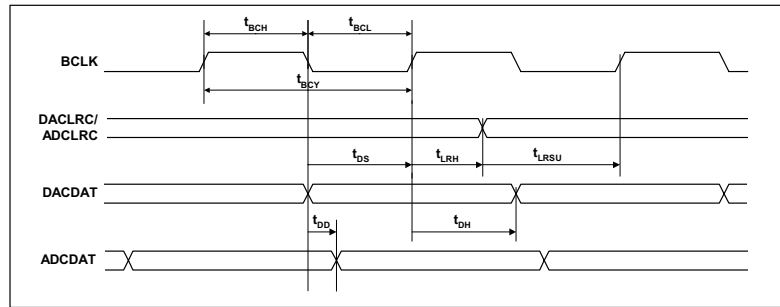 tBCH tBCL
BCLK
tBCY
DACLRC/
ADCLRC
tDS tLRH tLRSU
DACDAT
tDD tDH
ADCDAT